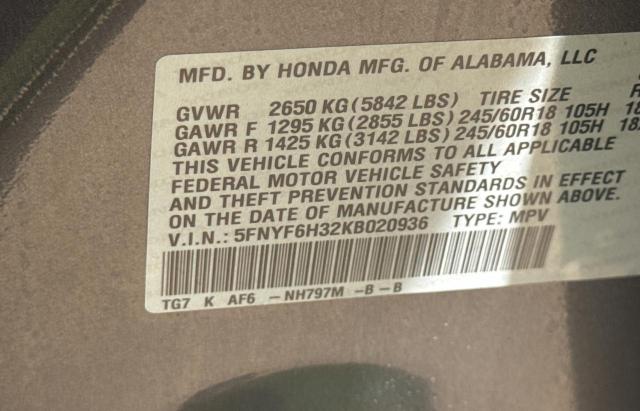 MFD. BY HONDA MFG. OF ALABAMA, LLC
GVWR 2650 KG (5842 LBS) TIRE SIZE
GAWR F 1295 KG (2855 LBS) 245/60R18 105H
GAWR R 1425 KG (3142 LBS) 245/60R18 105H
THIS VEHICLE CONFORMS TO ALL APPLICABLE
FEDERAL MOTOR VEHICLE SAFETY
AND THEFT PREVENTION STANDARDS IN EFFECT
ON THE DATE OF MANUFACTURE SHOWN ABOVE.
V.I.N.: 5FNYF6H32KB020936 TYPE: MPV
TG7 K AF6 -NH797M -B-B